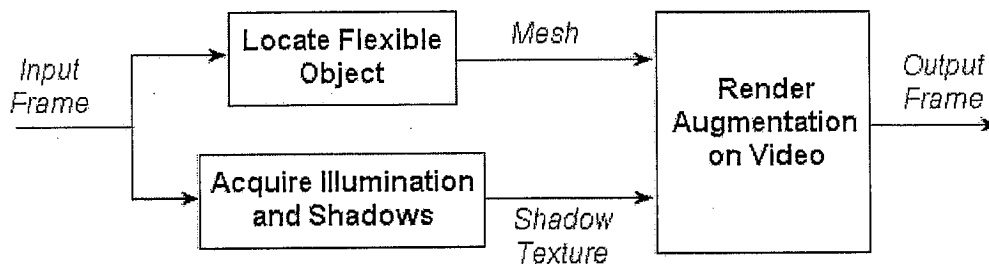 Input
Frame
Locate Flexible
Object
Mesh
Acquire Illumination
and Shadows
Shadow
Texture
Render
Augmentation
on Video
Output
Frame